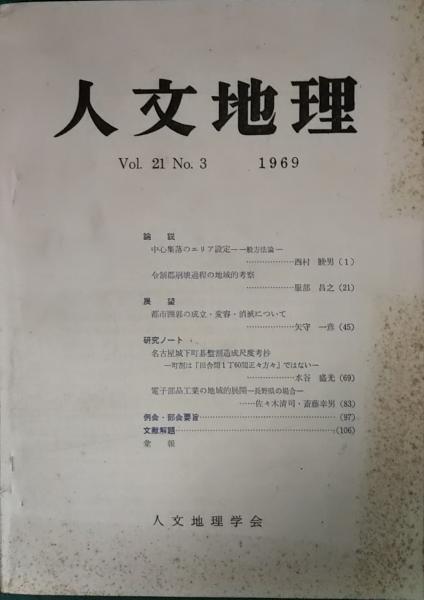 人文地理
Vol. 21 No. 3 1969
論説
中心集落のエリア設定——一般方法論—
西村 睦男 (1)
令制郡崩壊過程の地域的考察
服部 昌之 (21)
展望
都市囲郭の成立・変容・消滅について
矢守 一彦 (45)
研究ノート
名古屋城下町碁盤割造成尺度考抄
—町割は『田舎間1丁60間正々方々』ではない—
水谷 盛光 (69)
電子部品工業の地域的展開—長野県の場合—
佐々木清司・斎藤幸男 (83)
例会・部会要旨 (97)
文献解題 (106)
彙報
人文地理学会